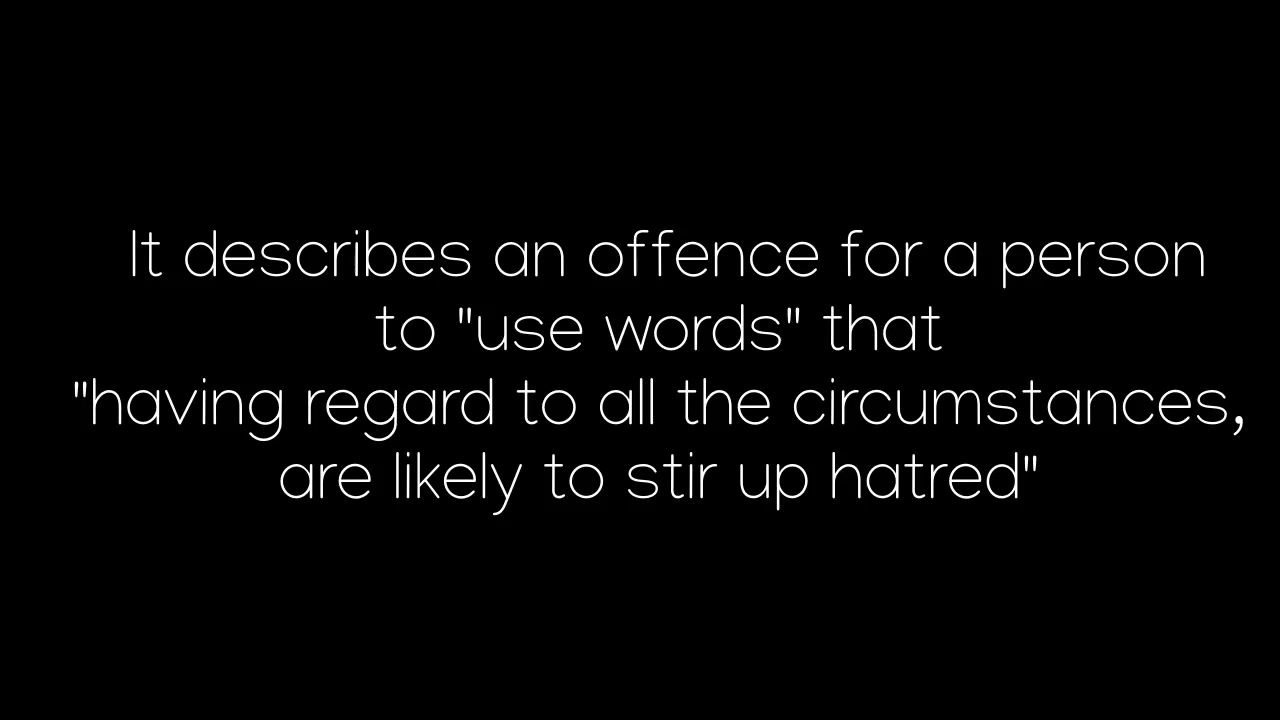 It describes an offence for a person
to "use words" that
"having regard to all the circumstances,
are likely to stir up hatred"